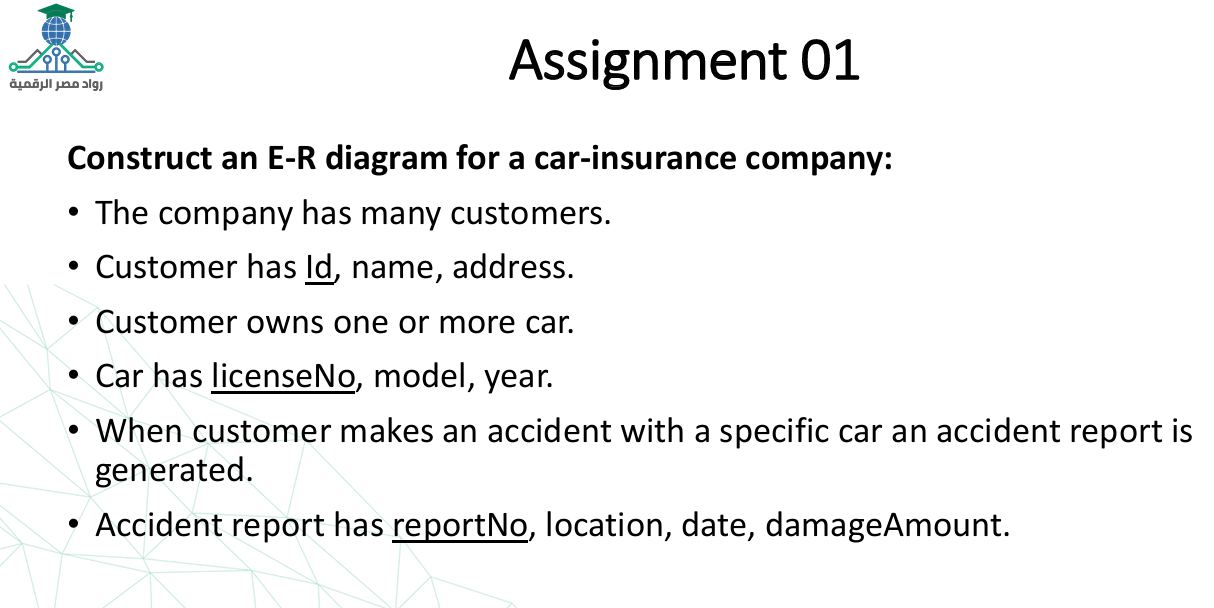 رواد مصر الرقمية
Assignment 01
Construct an E-R diagram for a car-insurance company:
• The company has many customers.
• Customer has Id, name, address.
• Customer owns one or more car.
• Car has licenseNo, model, year.
• When customer makes an accident with a specific car an accident report is
generated.
• Accident report has reportNo, location, date, damageAmount.